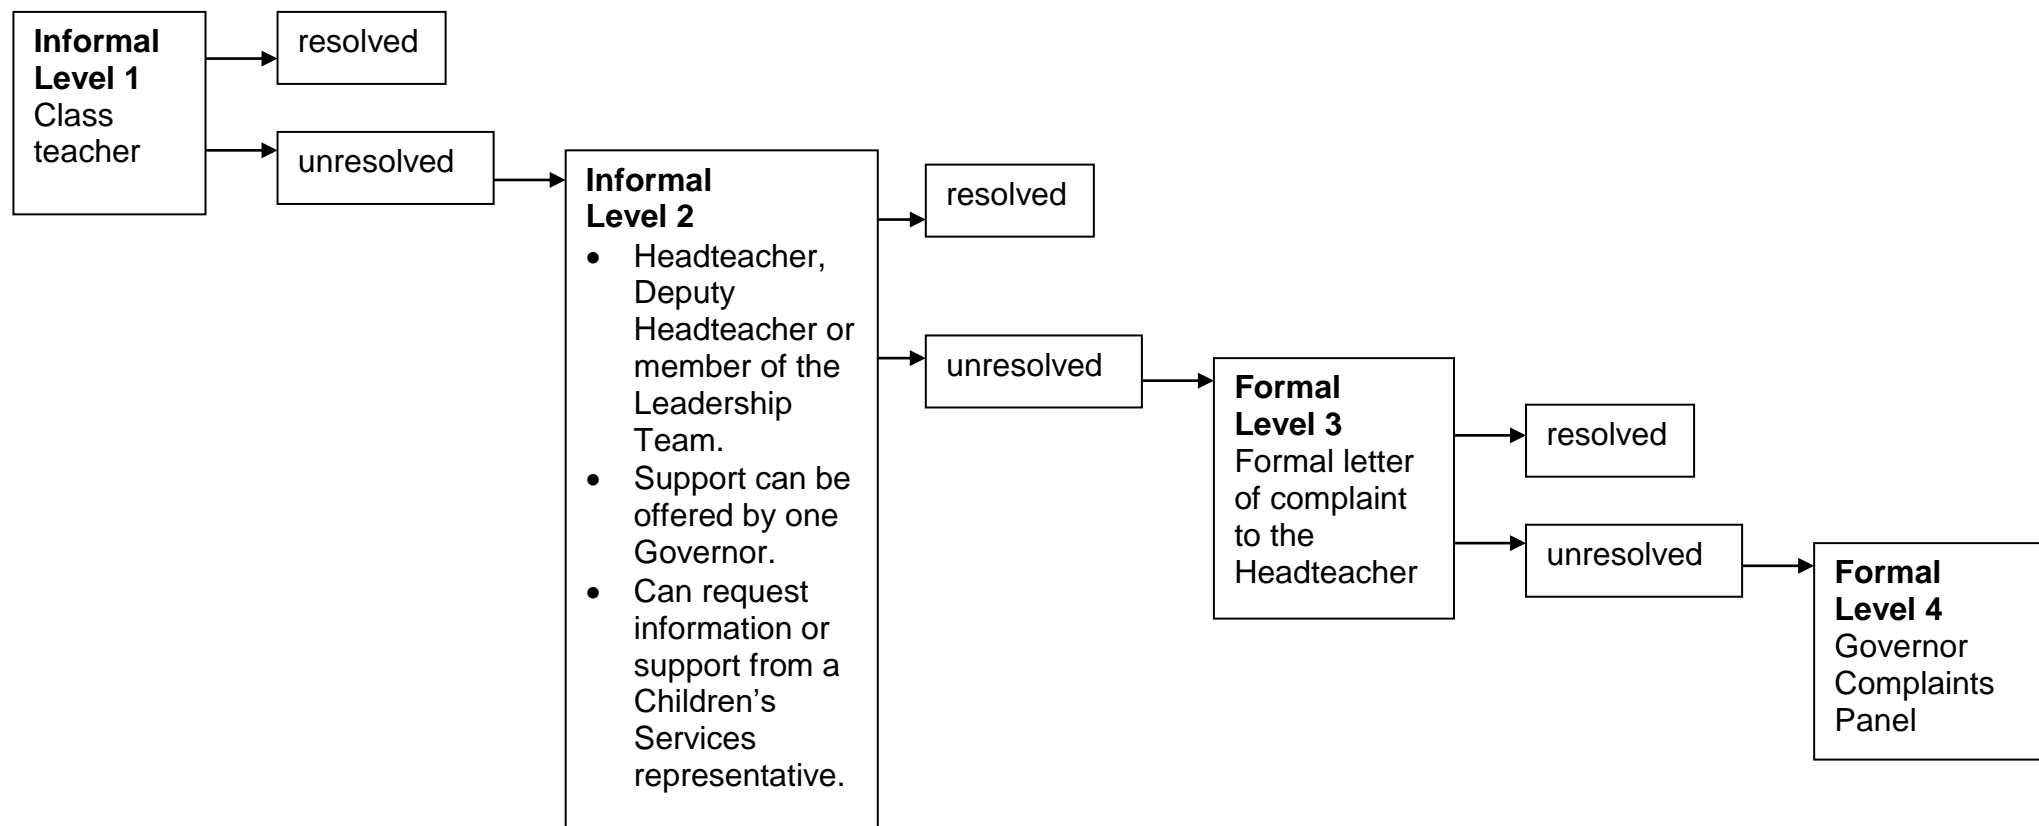 Informal
Level 1
Class
teacher
resolved
unresolved
Informal
Level 2
• Headteacher,
Deputy
Headteacher or
member of the
Leadership
Team.
• Support can be
offered by one
Governor.
• Can request
information or
support from a
Children’s
Services
representative.
resolved
unresolved
Formal
Level 3
Formal letter
of complaint
to the
Headteacher
resolved
unresolved
Formal
Level 4
Governor
Complaints
Panel